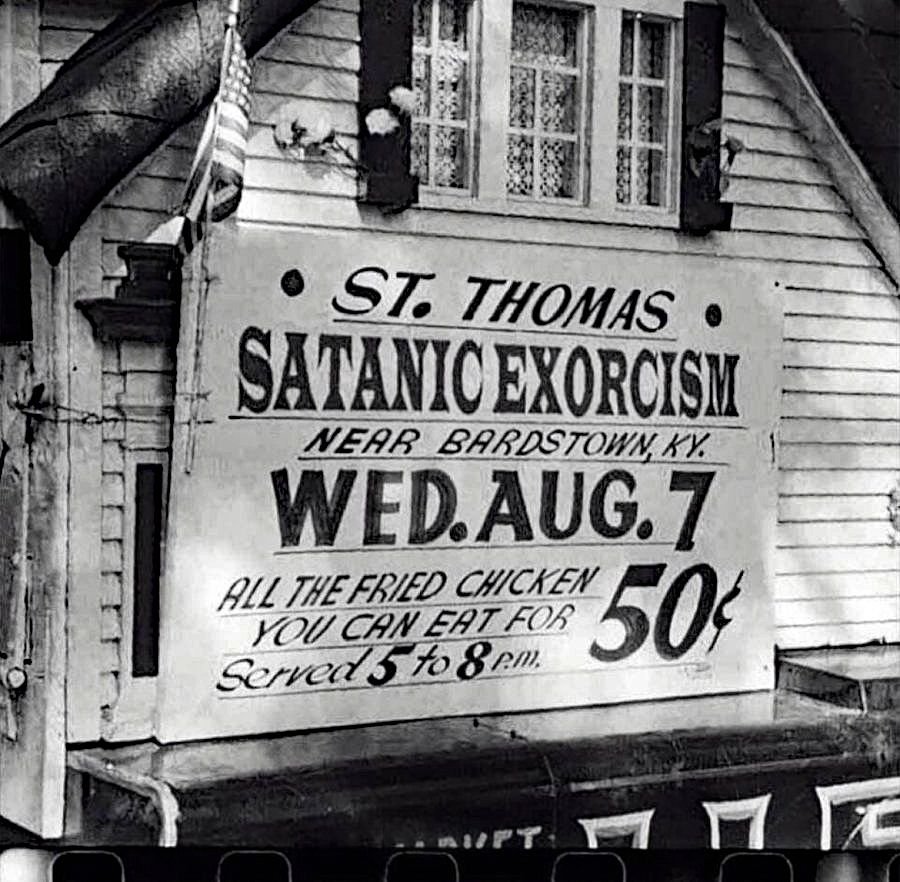 ST. THOMAS
SATANIC EXORCISM
NEAR BARDSTOWN, KY.
WED. AUG. 7
ALL THE FRIED CHICKEN
YOU CAN EAT FOR 50¢
Served 5 to 8 P.M.